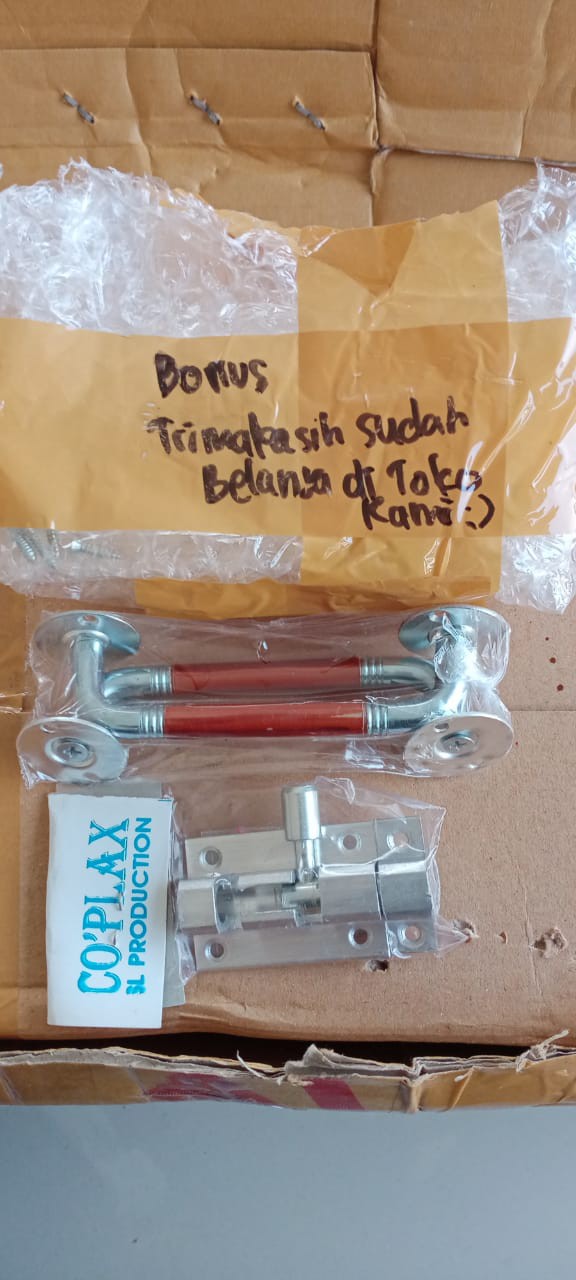 Bonus
Trimakasih sudah
Belanja di Toko
Kami :)
CO'PLAX
SL PRODUCTION